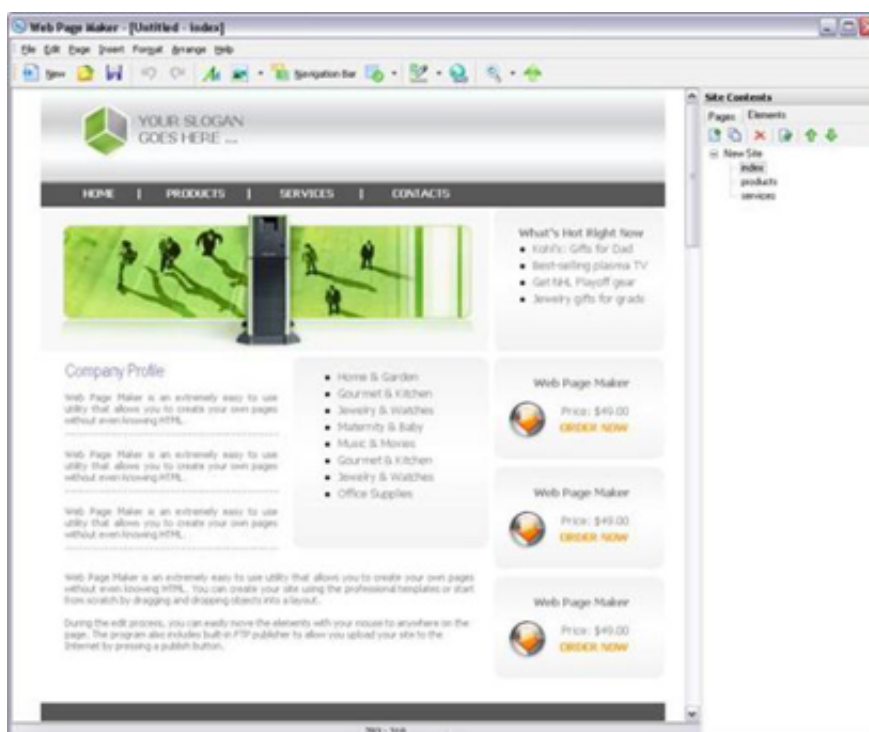 Web Page Maker - [Untitled - index]
File Edit Page Insert Format Arrange Help
New Navigation Bar
YOUR SLOGAN
GOES HERE ...
HOME | PRODUCTS | SERVICES | CONTACTS
What's Hot Right Now
Kohl's: Gifts for Dad
Best-selling plasma TV
Get NHL Playoff gear
Jewelry gifts for grads
Company Profile
Web Page Maker is an extremely easy to use
utility that allows you to create your own pages
without even knowing HTML.
Web Page Maker is an extremely easy to use
utility that allows you to create your own pages
without even knowing HTML.
Web Page Maker is an extremely easy to use
utility that allows you to create your own pages
without even knowing HTML.
Home & Garden
Gourmet & Kitchen
Jewelry & Watches
Maternity & Baby
Music & Movies
Gourmet & Kitchen
Jewelry & Watches
Office Supplies
Web Page Maker
Price: $49.00
ORDER NOW
Web Page Maker
Price: $49.00
ORDER NOW
Web Page Maker
Price: $49.00
ORDER NOW
Web Page Maker is an extremely easy to use utility that allows you to create your own pages
without even knowing HTML. You can create your site using the professional templates or start
from scratch by dragging and dropping objects into a layout.
During the edit process, you can easily move the elements with your mouse to anywhere on the
page. The program also includes built-in FTP publisher to allow you upload your site to the
Internet by pressing a publish button.
Site Contents
Pages Elements
New Site
index
products
services